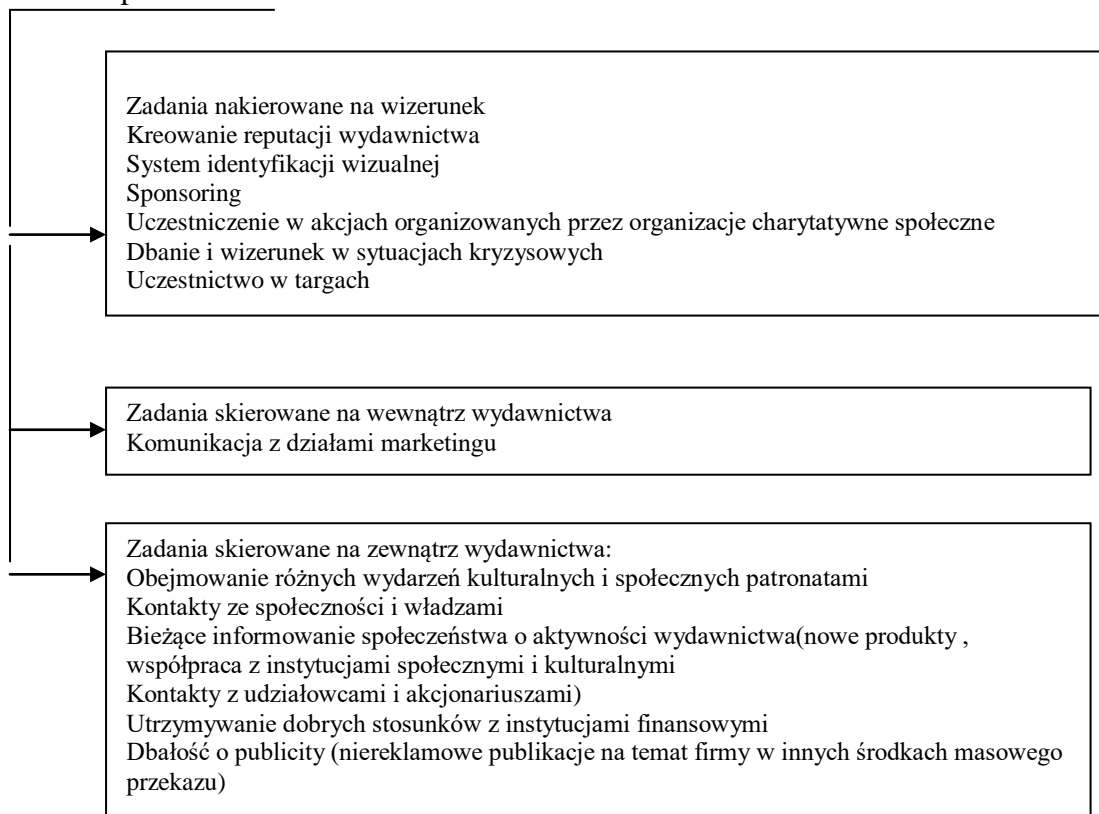 Zadania nakierowane na wizerunek
Kreowanie reputacji wydawnictwa
System identyfikacji wizualnej
Sponsoring
Uczestniczenie w akcjach organizowanych przez organizacje charytatywne społeczne
Dbanie i wizerunek w sytuacjach kryzysowych
Uczestnictwo w targach
Zadania skierowane na wewnątrz wydawnictwa
Komunikacja z działami marketingu
Zadania skierowane na zewnątrz wydawnictwa:
Obejmowanie różnych wydarzeń kulturalnych i społecznych patronatami
Kontakty ze społeczności i władzami
Bieżące informowanie społeczeństwa o aktywności wydawnictwa(nowe produkty ,
współpraca z instytucjami społecznymi i kulturalnymi
Kontakty z udziałowcami i akcjonariuszami)
Utrzymywanie dobrych stosunków z instytucjami finansowymi
Dbałość o publicity (niereklamowe publikacje na temat firmy w innych środkach masowego
przekazu)